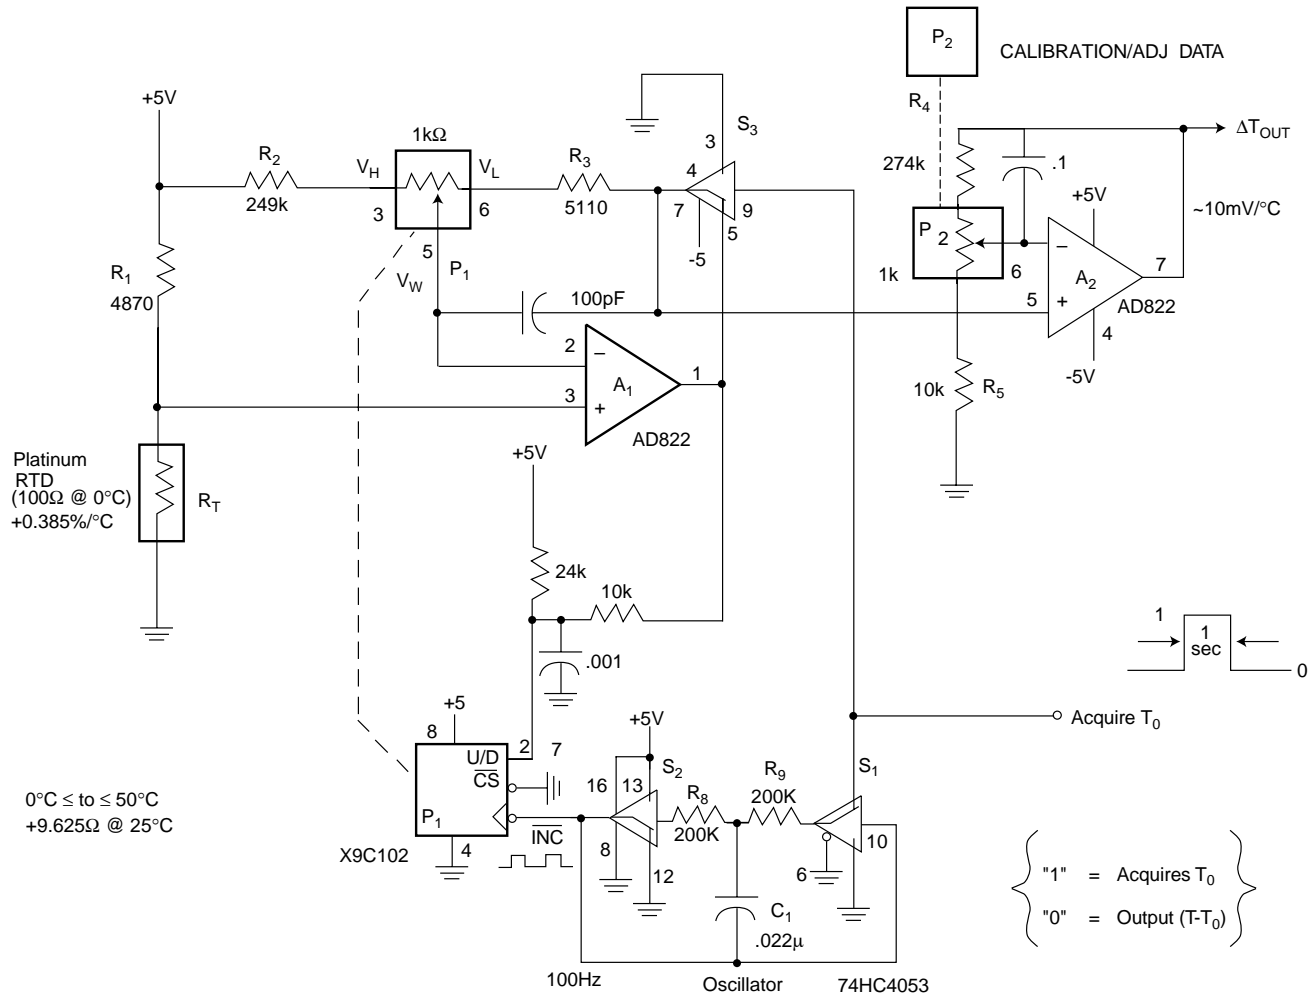 P2
CALIBRATION/ADJ DATA
R4
+5V
1kΩ
S3
3
ΔTOUT
R2
VH
VL
R3
4
274k
.1
249k
3
6
5110
7
9
-5
5
+5V
~10mV/°C
P2
R1
4870
5
VW
P1
1k
6
−
A2
7
100pF
5
+
AD822
4
2
−
A1
1
-5V
3
+
10k
R5
AD822
Platinum
RTD
(100Ω @ 0°C)
+0.385%/°C
RT
+5V
24k
10k
.001
1
1
sec
0
+5
8
2
7
+5V
Acquire T0
U/D
CS
16
13
S2
R9
S1
0°C ≤ to ≤ 50°C
+9.625Ω @ 25°C
P1
R8
200K
200K
10
X9C102
4
INC
8
12
6
C1
.022μ
"1" = Acquires T0
"0" = Output (T-T0)
100Hz
Oscillator
74HC4053